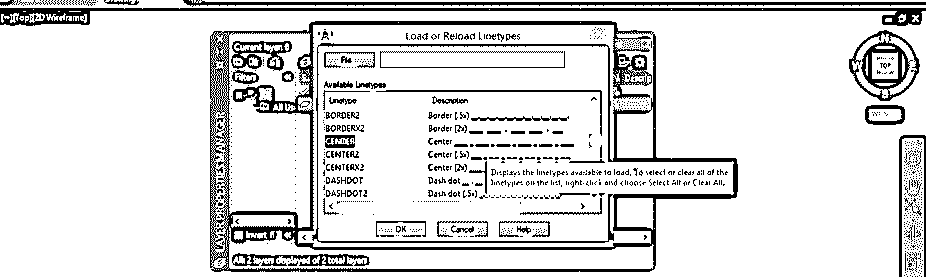 [−][Top][2D Wireframe]
Load or Reload Linetypes
Current layer: 0
File
Filters
Available Linetypes
All Us
Linetype Description
BORDER2 Border (.5x)
BORDERX2 Border (2x)
CENTER Center
CENTER2 Center (.5x)
CENTERX2 Center (2x)
DASHDOT Dash dot
DASHDOT2 Dash dot (.5x)
Displays the linetypes available to load. To select or clear all of the
linetypes on the list, right-click and choose Select All or Clear All.
Invert fi
OK Cancel Help
All: 2 layers displayed of 2 total layers
LAYER PROPERTIES MANAGER
N
W TOP E
S